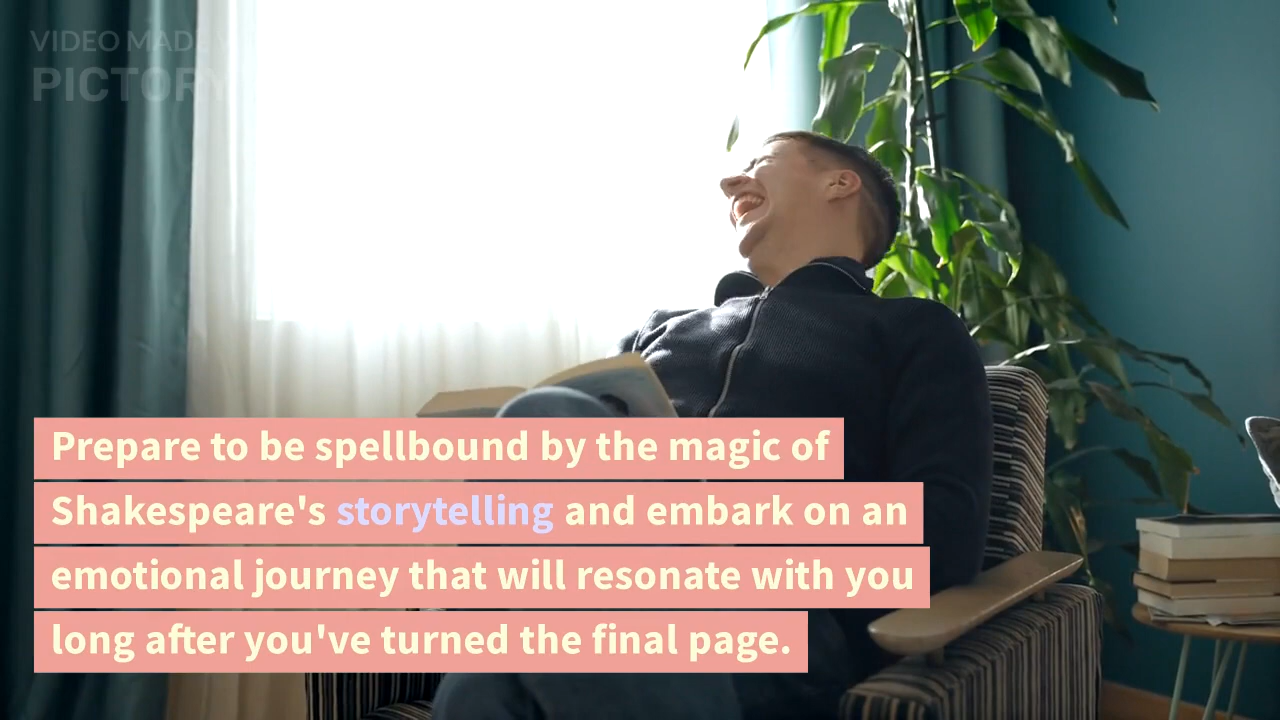 VIDEO MADE
PICTORY
Prepare to be spellbound by the magic of
Shakespeare's storytelling and embark on an
emotional journey that will resonate with you
long after you've turned the final page.